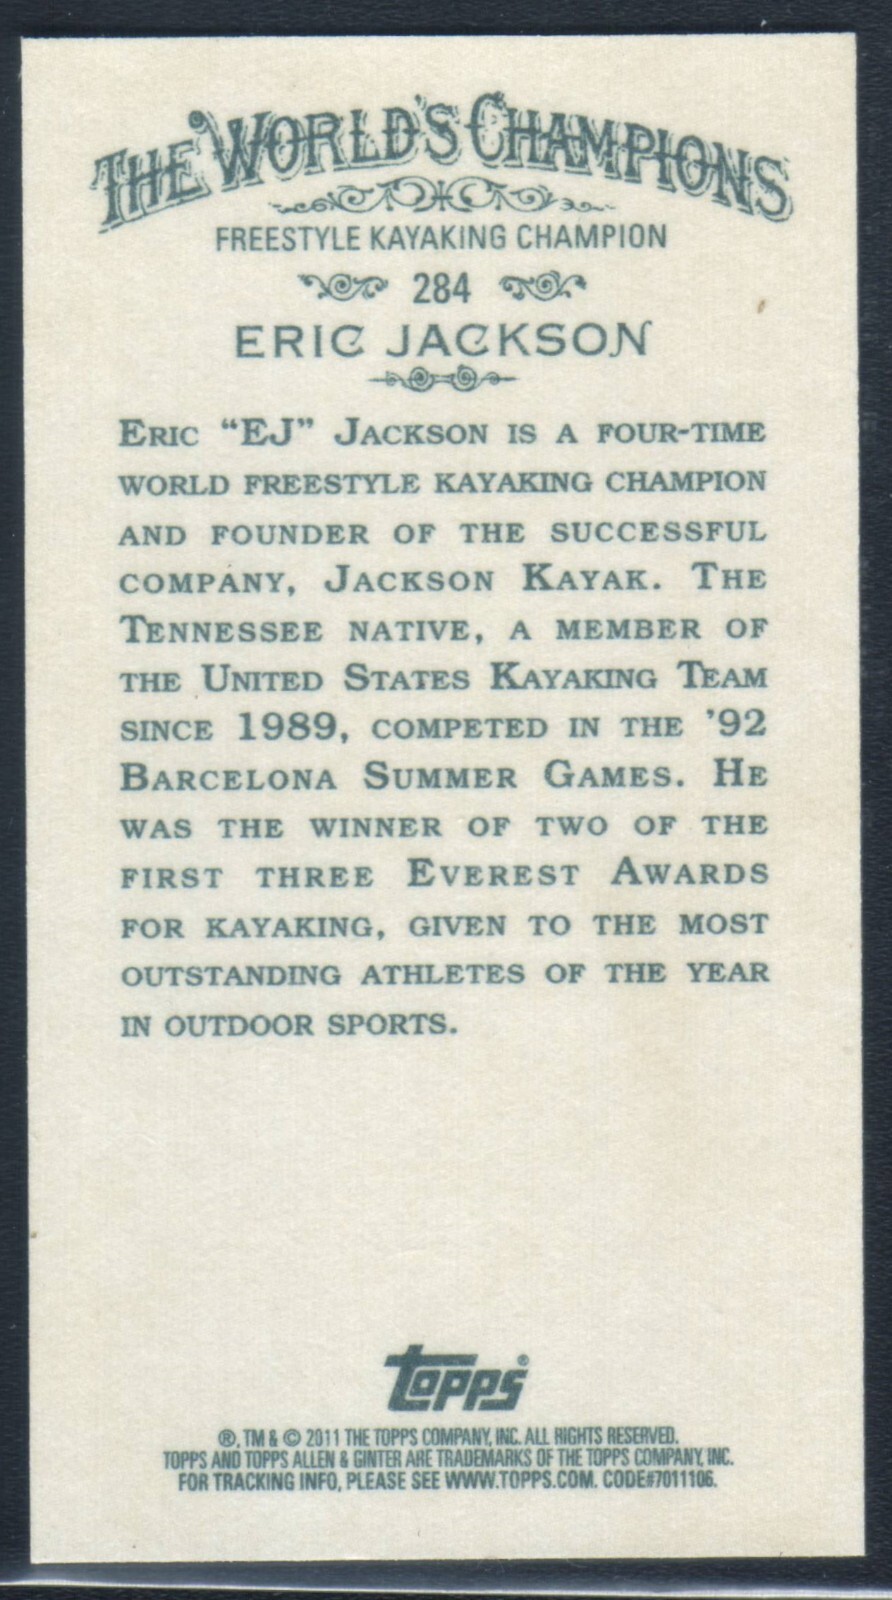 THE WORLD'S CHAMPIONS
FREESTYLE KAYAKING CHAMPION
284
ERIC JACKSON
ERIC "EJ" JACKSON IS A FOUR-TIME
WORLD FREESTYLE KAYAKING CHAMPION
AND FOUNDER OF THE SUCCESSFUL
COMPANY, JACKSON KAYAK. THE
TENNESSEE NATIVE, A MEMBER OF
THE UNITED STATES KAYAKING TEAM
SINCE 1989, COMPETED IN THE '92
BARCELONA SUMMER GAMES. HE
WAS THE WINNER OF TWO OF THE
FIRST THREE EVEREST AWARDS
FOR KAYAKING, GIVEN TO THE MOST
OUTSTANDING ATHLETES OF THE YEAR
IN OUTDOOR SPORTS.
topps®
®, TM & © 2011 THE TOPPS COMPANY, INC. ALL RIGHTS RESERVED.
TOPPS AND TOPPS ALLEN & GINTER ARE TRADEMARKS OF THE TOPPS COMPANY, INC.
FOR TRACKING INFO, PLEASE SEE WWW.TOPPS.COM. CODE#7011106.